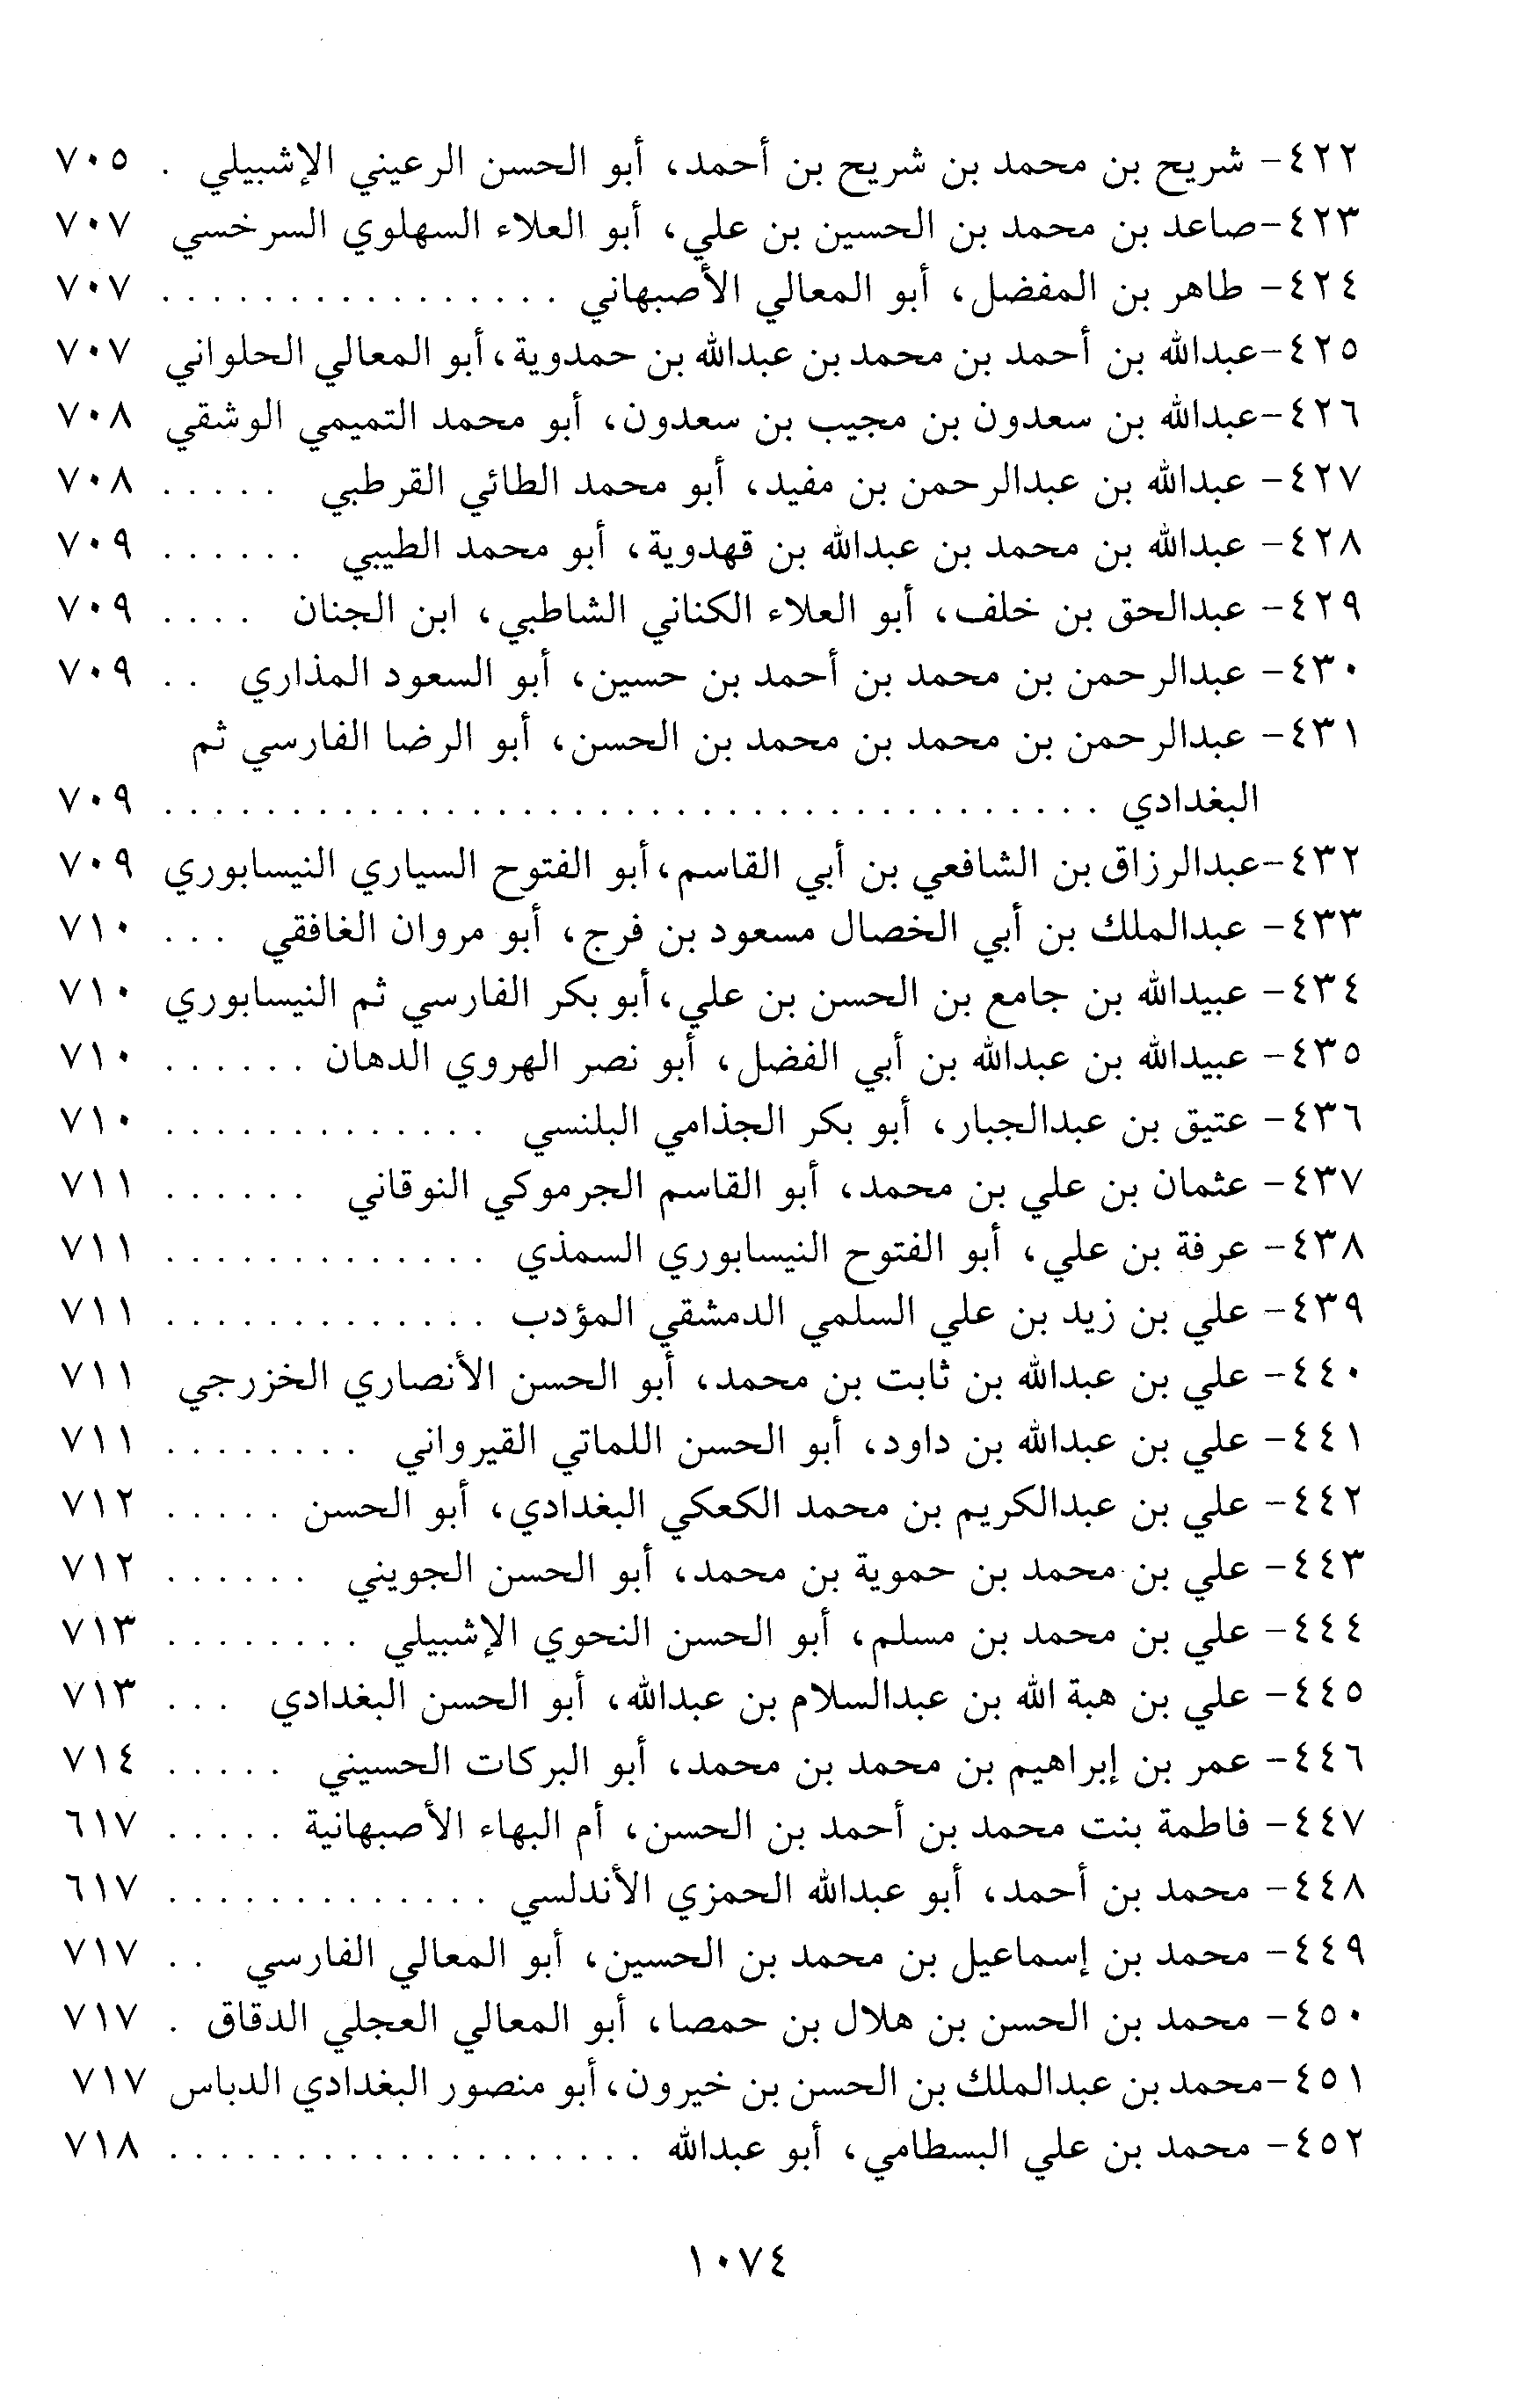 ٤٢٢- شريح بن محمد بن شريح بن أحمد، أبو الحسن الرعيني الإشبيلي . ٧٠٥
٤٢٣-صاعد بن محمد بن الحسين بن علي، أبو العلاء السهلوي السرخسي ٧٠٧
٤٢٤- طاهر بن المفضل، أبو المعالي الأصبهاني . . . . . . . . . . . . . . . . ٧٠٧
٤٢٥-عبدالله بن أحمد بن محمد بن عبدالله بن حمدوية،أبو المعالي الحلواني ٧٠٧
٤٢٦-عبدالله بن سعدون بن مجيب بن سعدون، أبو محمد التميمي الوشقي ٧٠٨
٤٢٧- عبدالله بن عبدالرحمن بن مفيد، أبو محمد الطائي القرطبي . . . . . ٧٠٨
٤٢٨- عبدالله بن محمد بن عبدالله بن قهدوية، أبو محمد الطيبي . . . . . . ٧٠٩
٤٢٩- عبدالحق بن خلف، أبو العلاء الكناني الشاطبي، ابن الجنان . . . . ٧٠٩
٤٣٠- عبدالرحمن بن محمد بن أحمد بن حسين، أبو السعود المذاري . . ٧٠٩
٤٣١- عبدالرحمن بن محمد بن محمد بن الحسن، أبو الرضا الفارسي ثم
البغدادي . . . . . . . . . . . . . . . . . . . . . . . . . . . . . . . . . . . . . ٧٠٩
٤٣٢-عبدالرزاق بن الشافعي بن أبي القاسم،أبو الفتوح السياري النيسابوري ٧٠٩
٤٣٣- عبدالملك بن أبي الخصال مسعود بن فرج، أبو مروان الغافقي . . . ٧١٠
٤٣٤- عبيدالله بن جامع بن الحسن بن علي،أبو بكر الفارسي ثم النيسابوري ٧١٠
٤٣٥- عبيدالله بن عبدالله بن أبي الفضل، أبو نصر الهروي الدهان . . . . . . ٧١٠
٤٣٦- عتيق بن عبدالجبار، أبو بكر الجذامي البلنسي . . . . . . . . . . . . . ٧١٠
٤٣٧- عثمان بن علي بن محمد، أبو القاسم الجرموكي النوقاني . . . . . . ٧١١
٤٣٨- عرفة بن علي، أبو الفتوح النيسابوري السمذي . . . . . . . . . . . . . ٧١١
٤٣٩- علي بن زيد بن علي السلمي الدمشقي المؤدب . . . . . . . . . . . . . ٧١١
٤٤٠- علي بن عبدالله بن ثابت بن محمد، أبو الحسن الأنصاري الخزرجي ٧١١
٤٤١- علي بن عبدالله بن داود، أبو الحسن اللماتي القيرواني . . . . . . . . ٧١١
٤٤٢- علي بن عبدالكريم بن محمد الكعكي البغدادي، أبو الحسن . . . . . ٧١٢
٤٤٣- علي بن محمد بن حموية بن محمد، أبو الحسن الجويني . . . . . . ٧١٢
٤٤٤- علي بن محمد بن مسلم، أبو الحسن النحوي الإشبيلي . . . . . . . . ٧١٣
٤٤٥- علي بن هبة الله بن عبدالسلام بن عبدالله، أبو الحسن البغدادي . . . ٧١٣
٤٤٦- عمر بن إبراهيم بن محمد بن محمد، أبو البركات الحسيني . . . . . ٧١٤
٤٤٧- فاطمة بنت محمد بن أحمد بن الحسن، أم البهاء الأصبهانية . . . . . ٦١٧
٤٤٨- محمد بن أحمد، أبو عبدالله الحمزي الأندلسي . . . . . . . . . . . . . ٦١٧
٤٤٩- محمد بن إسماعيل بن محمد بن الحسين، أبو المعالي الفارسي . . ٧١٧
٤٥٠- محمد بن الحسن بن هلال بن حمصا، أبو المعالي العجلي الدقاق . ٧١٧
٤٥١-محمد بن عبدالملك بن الحسن بن خيرون،أبو منصور البغدادي الدباس ٧١٧
٤٥٢- محمد بن علي البسطامي، أبو عبدالله . . . . . . . . . . . . . . . . . . . ٧١٨
١٠٧٤